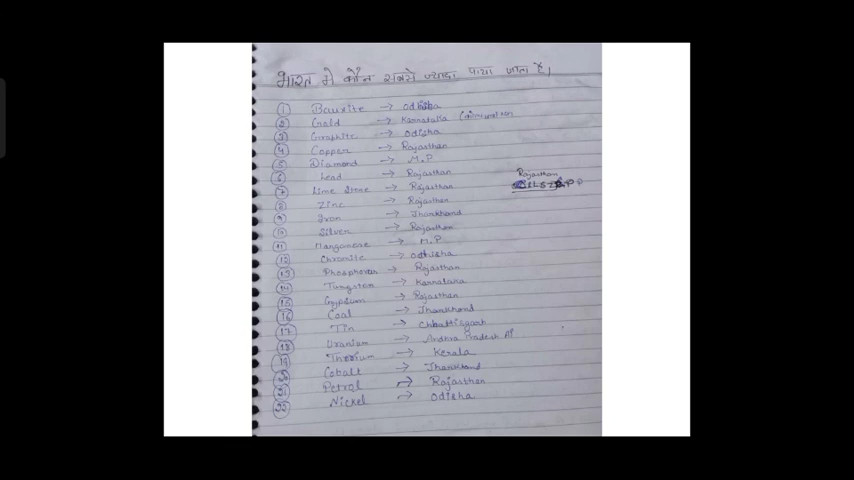 भारत मे कौन सबसे ज्यादा पाया जाता है।
① Bauxite → Odisha
② Gold → Karnataka
③ Graphite → Odisha
④ Copper → Rajasthan
⑤ Diamond → M.P
⑥ Lead → Rajasthan
Rajasthan
⑦ Lime Stone → Rajasthan
⑧ Zinc → Rajasthan
⑨ Iron → Jharkhand
⑩ Silver → Rajasthan
⑪ Manganese → M.P
⑫ Chromite → Odisha
⑬ Phosphorus → Rajasthan
⑭ Tungston → Karnataka
⑮ Gypsum → Rajasthan
⑯ Coal → Jharkhand
⑰ Tin → Chhattisgarh
⑱ Uranium → Andhra Pradesh AP
⑲ Thorium → Kerala
⑳ Cobalt → Jharkhand
㉑ Petrol → Rajasthan
㉒ Nickel → Odisha